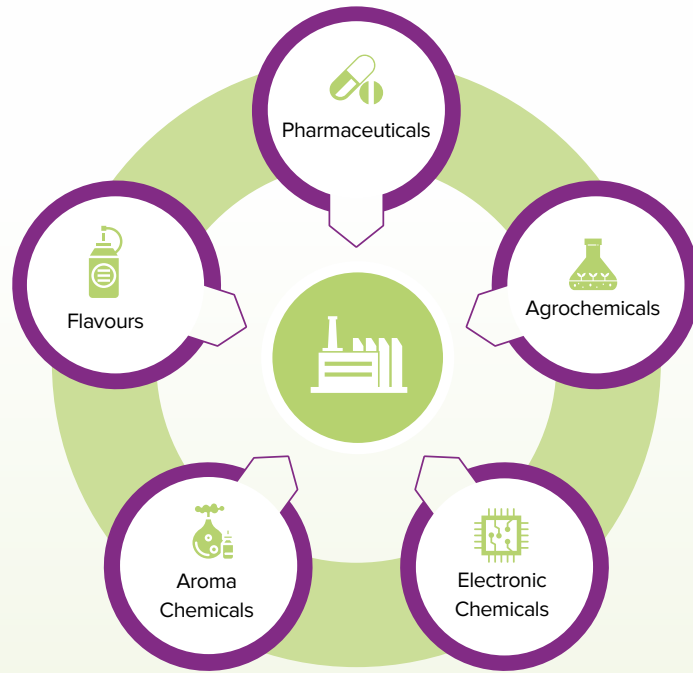 Pharmaceuticals
Agrochemicals
Electronic
Chemicals
Aroma
Chemicals
Flavours